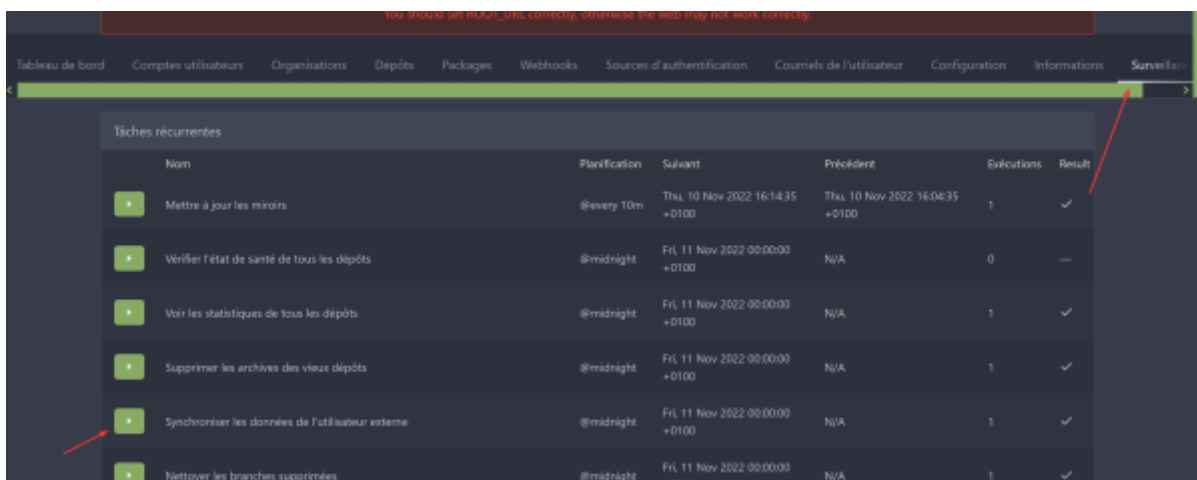 You should set ROOT_URL correctly, otherwise the web may not work correctly.
Tableau de bord Comptes utilisateurs Organisations Dépôts Packages Webhooks Sources d'authentification Courriels de l'utilisateur Configuration Informations Surveillanc
Tâches récurrentes
Nom Planification Suivant Précédent Exécutions Result
Mettre à jour les miroirs @every 10m Thu, 10 Nov 2022 16:14:35 +0100 Thu, 10 Nov 2022 16:04:35 +0100 1
Vérifier l'état de santé de tous les dépôts @midnight Fri, 11 Nov 2022 00:00:00 +0100 N/A 0 —
Voir les statistiques de tous les dépôts @midnight Fri, 11 Nov 2022 00:00:00 +0100 N/A 1
Supprimer les archives des vieux dépôts @midnight Fri, 11 Nov 2022 00:00:00 +0100 N/A 1
Synchroniser les données de l'utilisateur externe @midnight Fri, 11 Nov 2022 00:00:00 +0100 N/A 1
Nettoyer les branches supprimées @midnight Fri, 11 Nov 2022 00:00:00 N/A 1